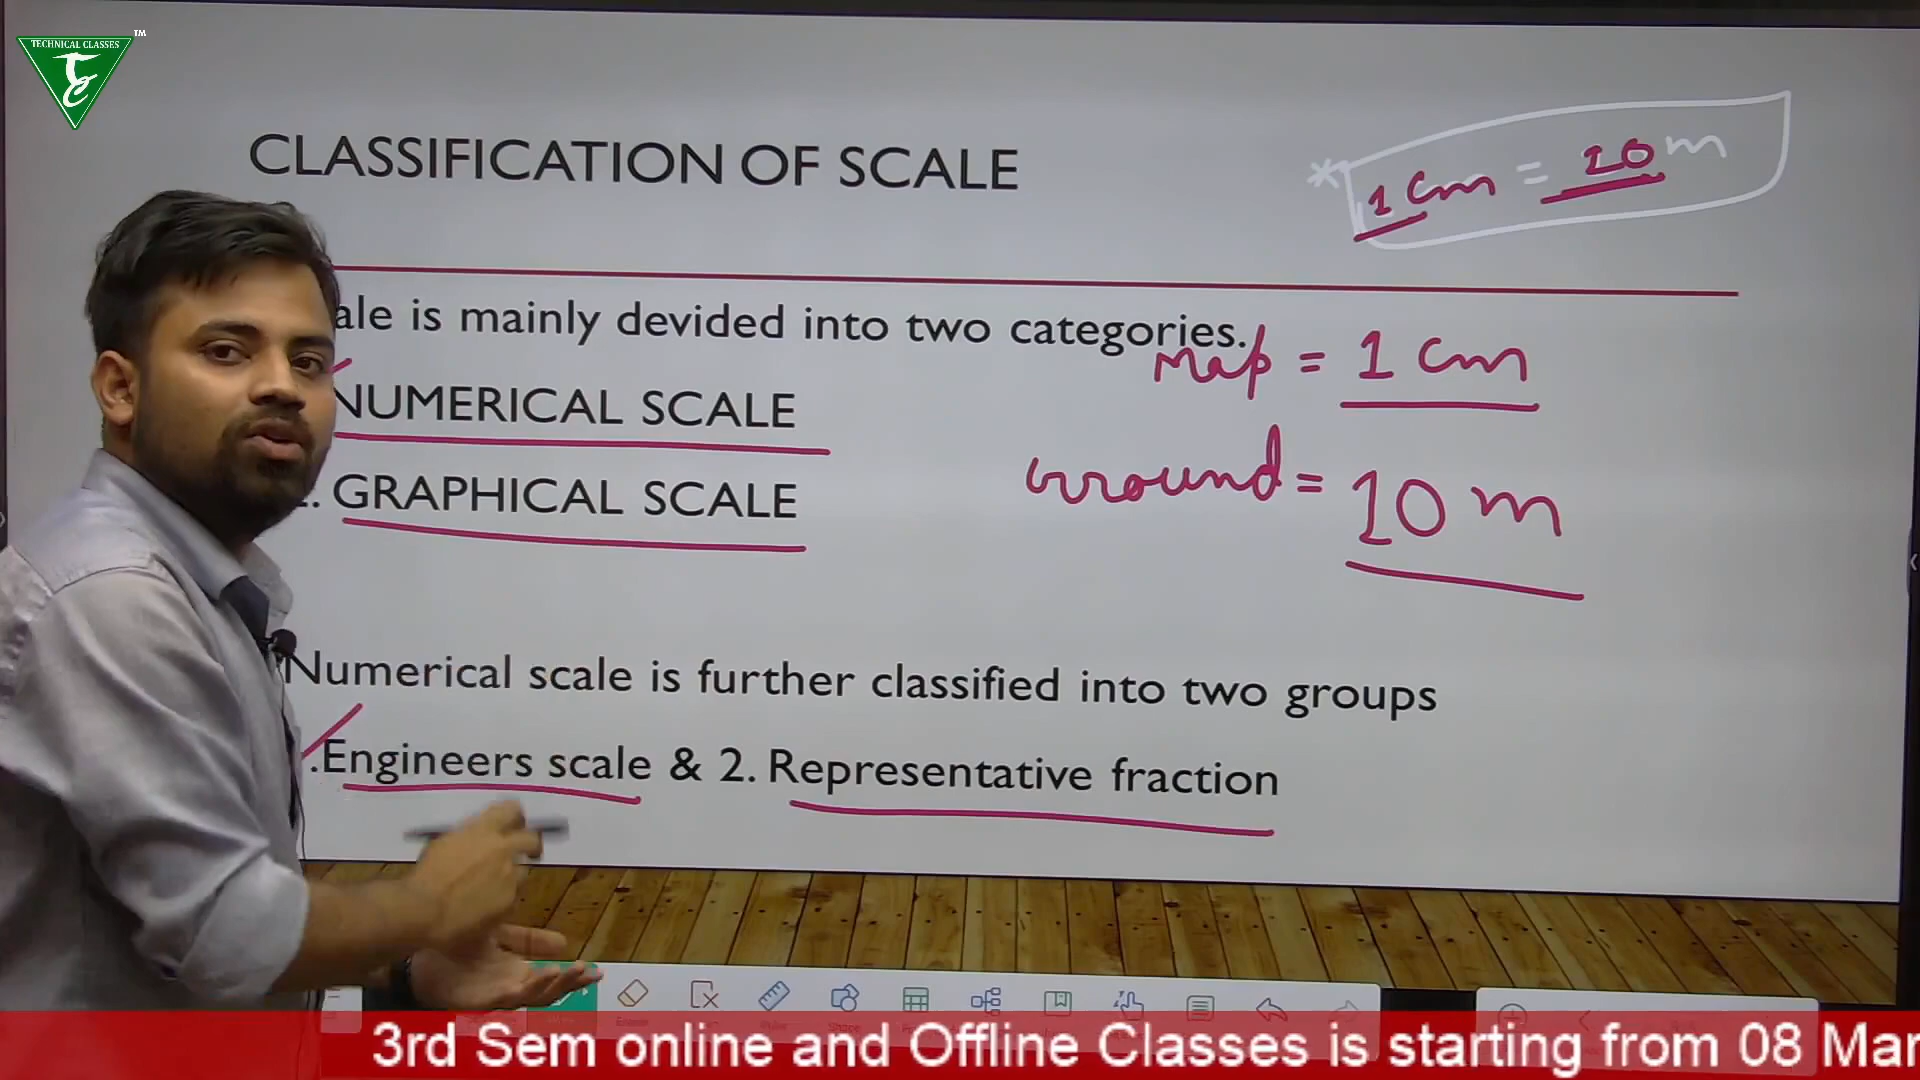 TECHNICAL CLASSES
TC
TM
CLASSIFICATION OF SCALE
* 1 cm = 10 m
ale is mainly devided into two categories.
Map = 1 cm
NUMERICAL SCALE
Ground = 10 m
. GRAPHICAL SCALE
Numerical scale is further classified into two groups
.Engineers scale & 2. Representative fraction
3rd Sem online and Offline Classes is starting from 08 Mar